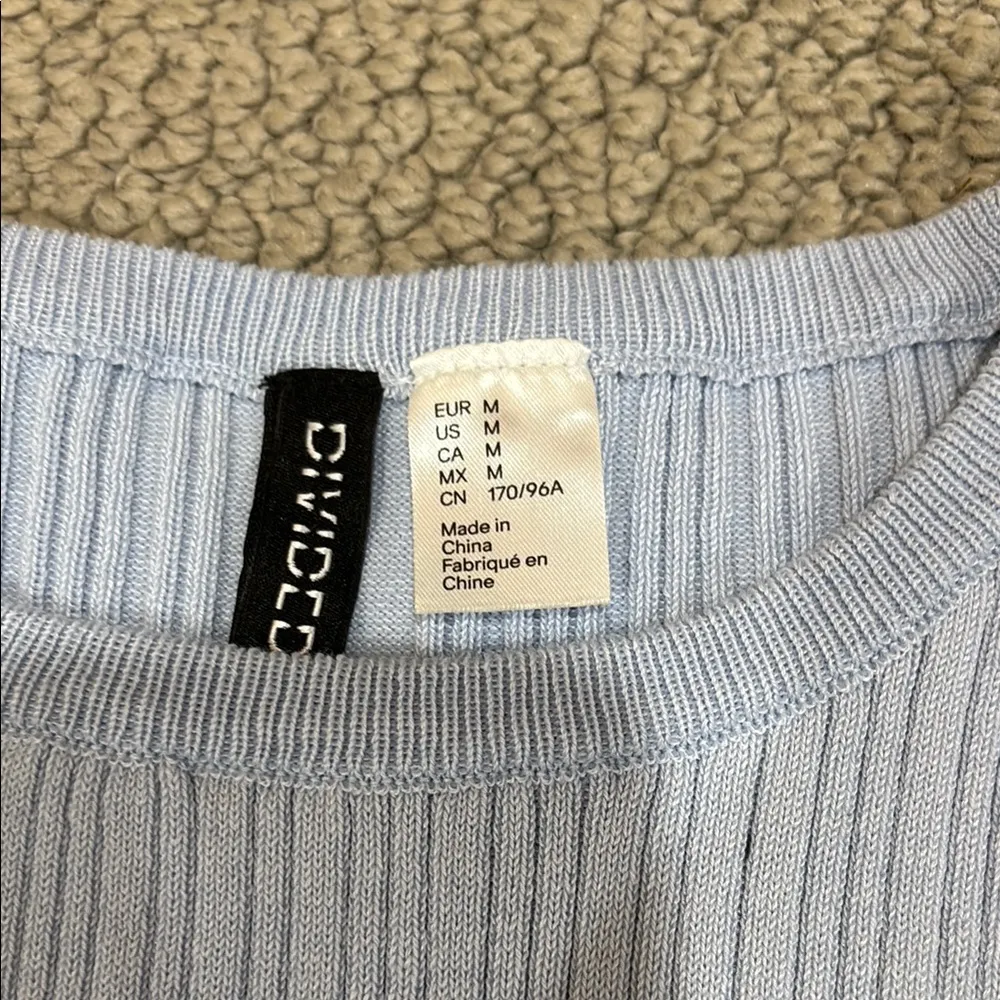 DIVIDED
EUR M
US M
CA M
MX M
CN 170/96A
Made in
China
Fabriqué en
Chine